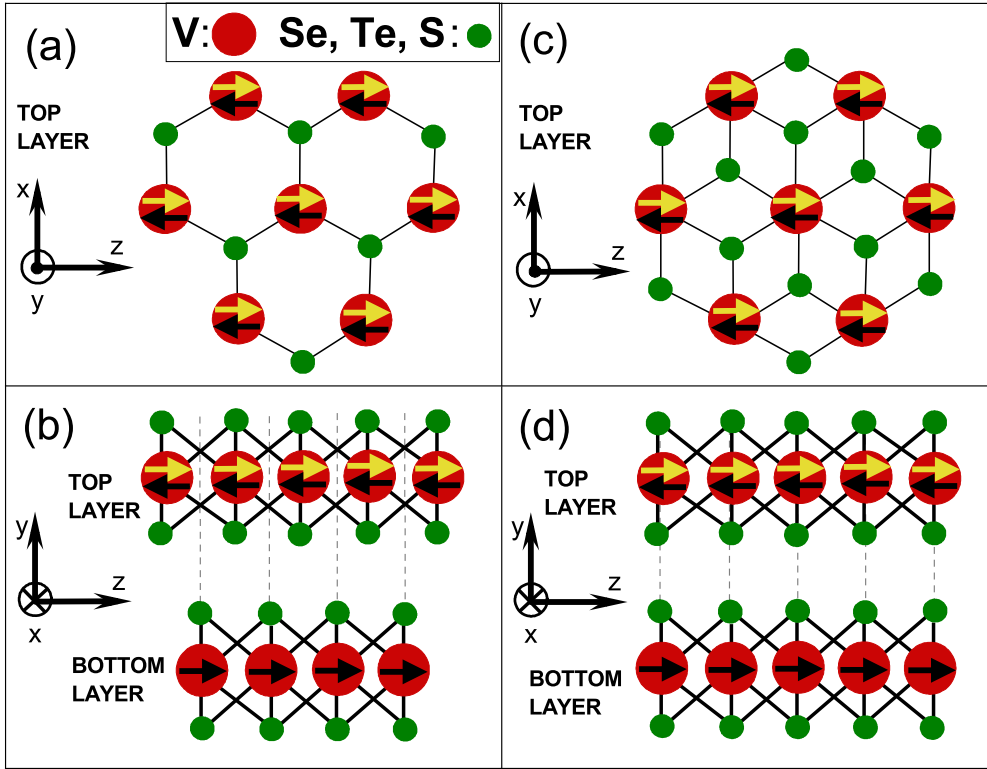 (a)
V: Se, Te, S:
TOP
LAYER
x
z
y
(c)
TOP
LAYER
x
z
y
(b)
TOP
LAYER
y
z
x
BOTTOM
LAYER
(d)
TOP
LAYER
y
z
x
BOTTOM
LAYER